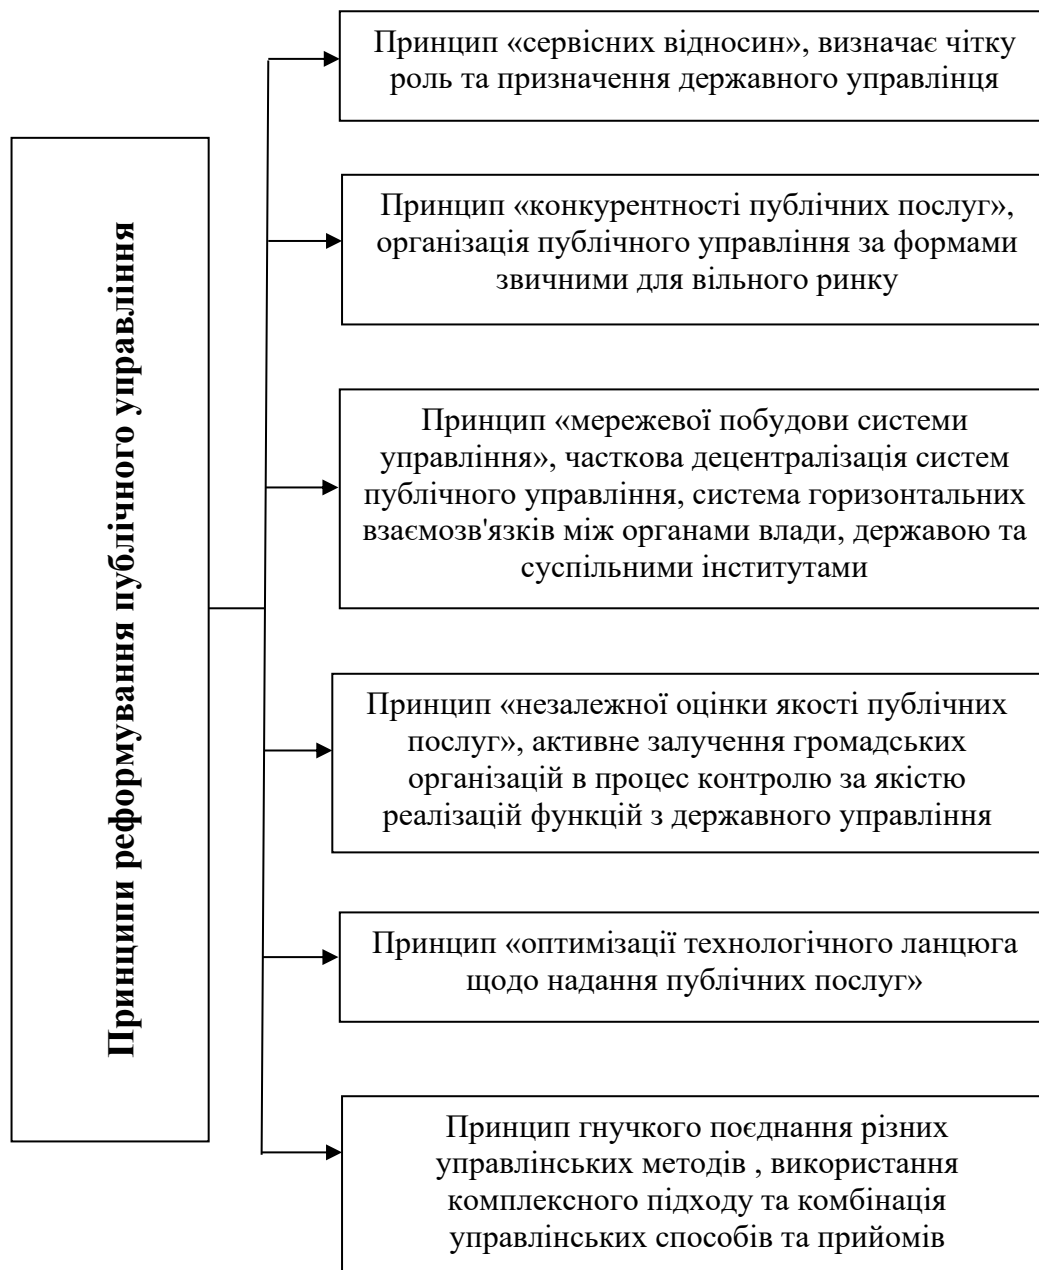 Принципи реформування публічного управління
Принцип «сервісних відносин», визначає чітку
роль та призначення державного управлінця
Принцип «конкурентності публічних послуг»,
організація публічного управління за формами
звичними для вільного ринку
Принцип «мережевої побудови системи
управління», часткова децентралізація систем
публічного управління, система горизонтальних
взаємозв'язків між органами влади, державою та
суспільними інститутами
Принцип «незалежної оцінки якості публічних
послуг», активне залучення громадських
організацій в процес контролю за якістю
реалізацій функцій з державного управління
Принцип «оптимізації технологічного ланцюга
щодо надання публічних послуг»
Принцип гнучкого поєднання різних
управлінських методів , використання
комплексного підходу та комбінація
управлінських способів та прийомів